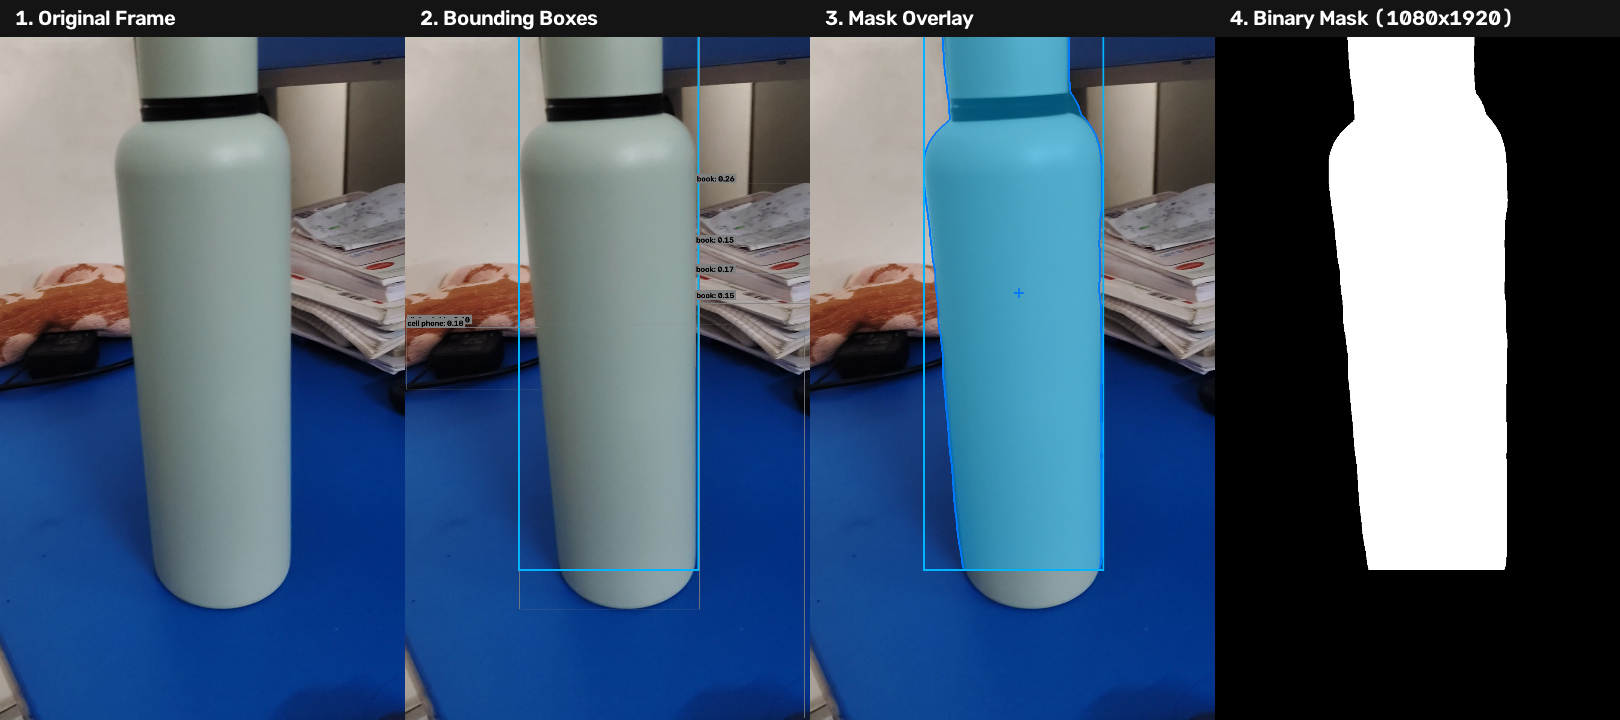 1. Original Frame
2. Bounding Boxes
3. Mask Overlay
4. Binary Mask (1080x1920)
book: 0.26
book: 0.15
book: 0.17
book: 0.15
cell phone: 0.18